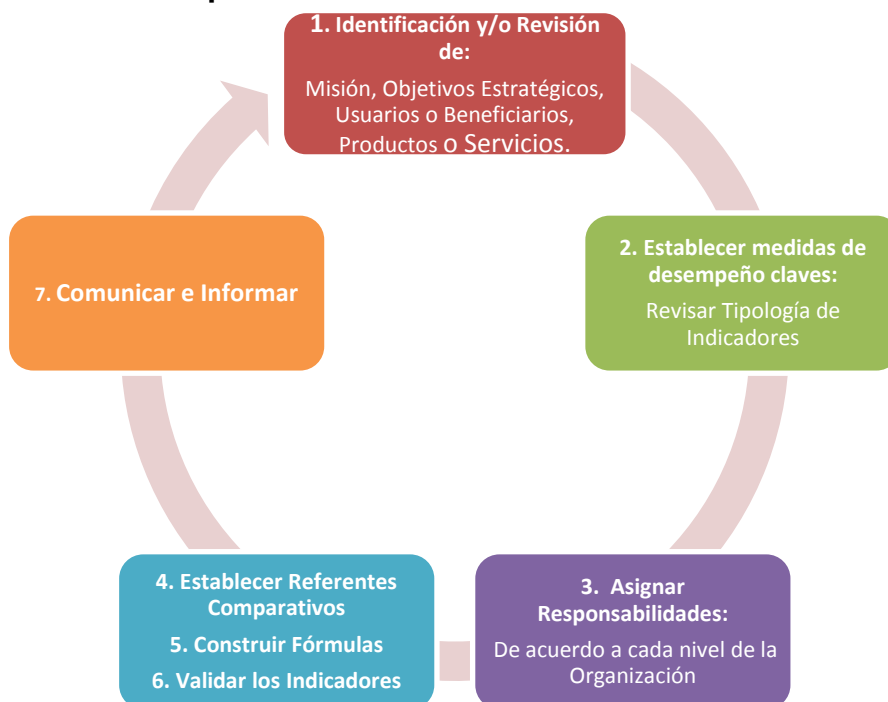 1. Identificación y/o Revisión
de:
Misión, Objetivos Estratégicos,
Usuarios o Beneficiarios,
Productos o Servicios.
2. Establecer medidas de
desempeño claves:
Revisar Tipología de
Indicadores
3. Asignar
Responsabilidades:
De acuerdo a cada nivel de la
Organización
4. Establecer Referentes
Comparativos
5. Construir Fórmulas
6. Validar los Indicadores
7. Comunicar e Informar